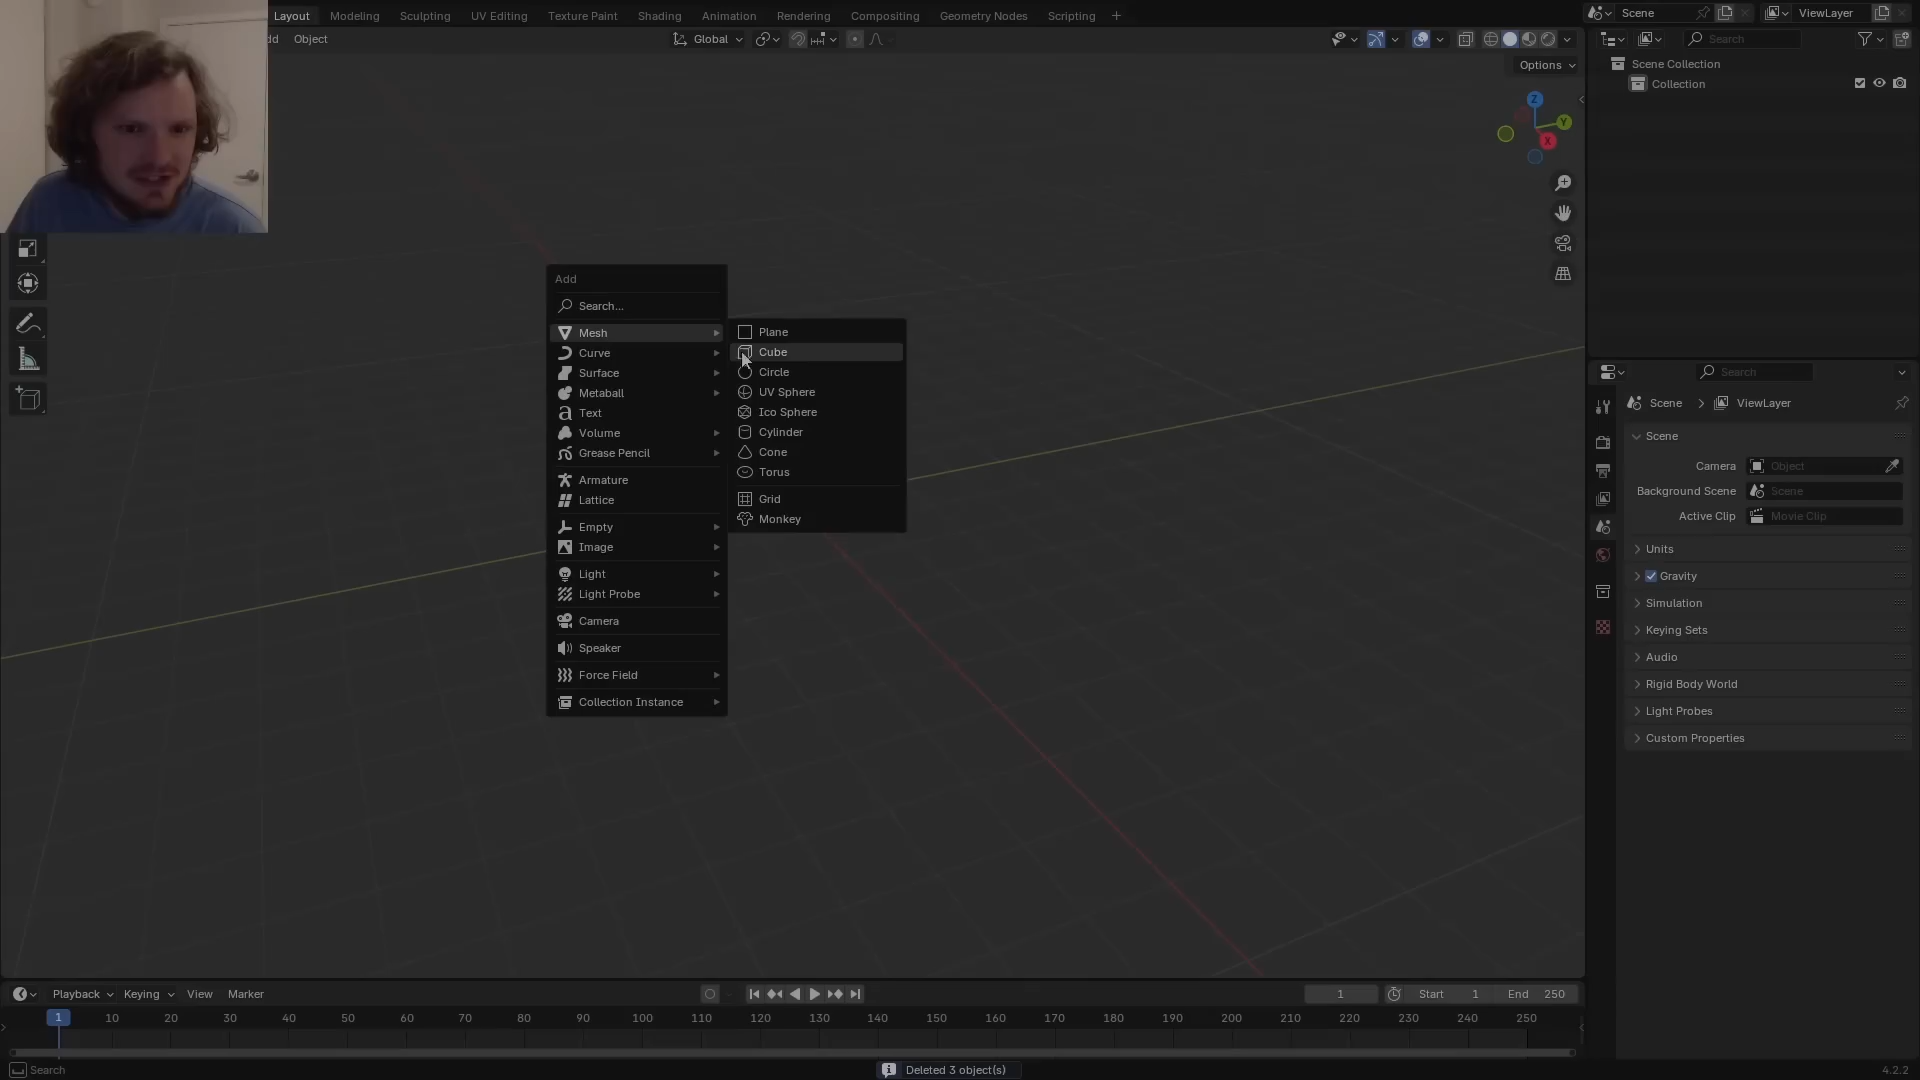 Layout
Modeling
Sculpting
UV Editing
Texture Paint
Shading
Animation
Rendering
Compositing
Geometry Nodes
Scripting
Scene
ViewLayer
dd
Object
Global
Search
Options
Scene Collection
Collection
Z
Y
X
Add
Search...
Mesh
Curve
Surface
Metaball
Text
Volume
Grease Pencil
Armature
Lattice
Empty
Image
Light
Light Probe
Camera
Speaker
Force Field
Collection Instance
Plane
Cube
Circle
UV Sphere
Ico Sphere
Cylinder
Cone
Torus
Grid
Monkey
Search
Scene
ViewLayer
Scene
Camera Object
Background Scene Scene
Active Clip Movie Clip
Units
Gravity
Simulation
Keying Sets
Audio
Rigid Body World
Light Probes
Custom Properties
Playback
Keying
View
Marker
1
Start 1
End 250
1 10 20 30 40 50 60 70 80 90 100 110 120 130 140 150 160 170 180 190 200 210 220 230 240 250
Search
Deleted 3 object(s)
4.2.2